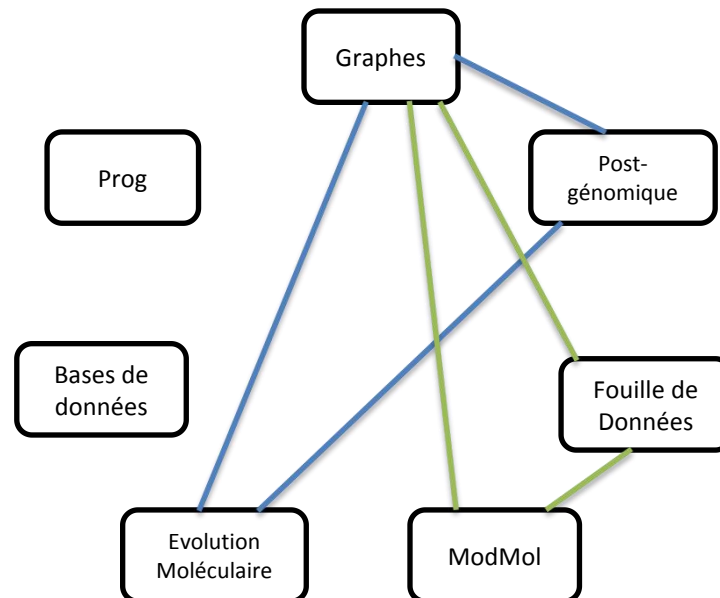 Graphes
Prog
Post-
génomique
Bases de
données
Fouille de
Données
Evolution
Moléculaire
ModMol